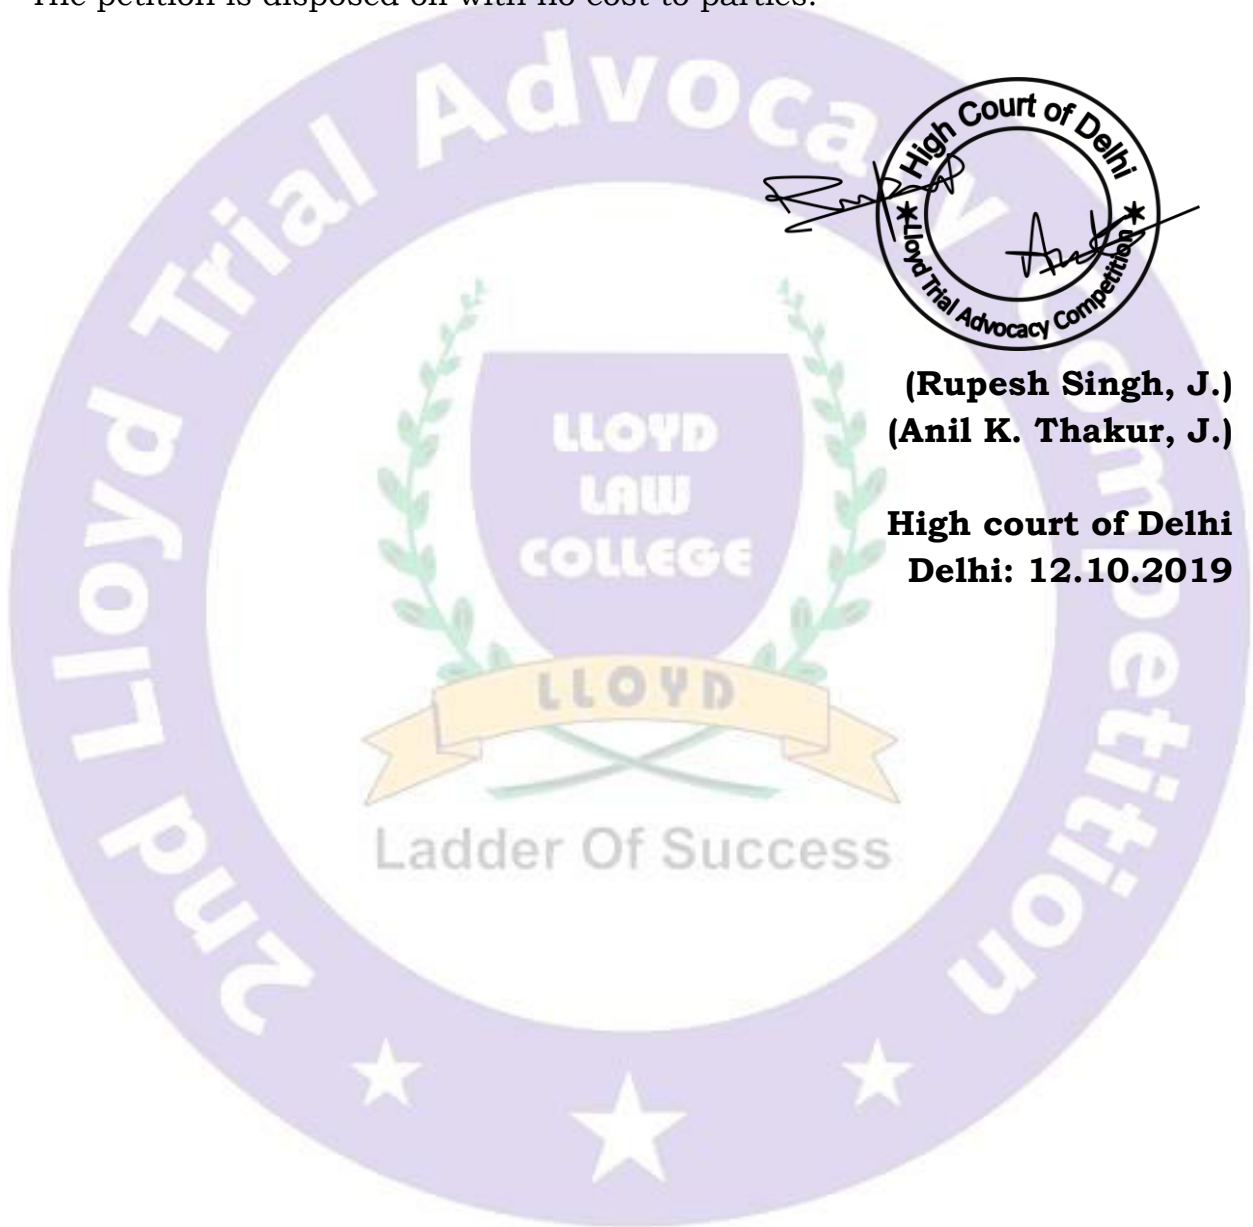 The petition is disposed off with no cost to parties.
2nd Lloyd Trial Advocacy Competition
High Court of Delhi
Lloyd Trial Advocacy Competition
LLOYD
LAW
COLLEGE
(Rupesh Singh, J.)
(Anil K. Thakur, J.)
High court of Delhi
Delhi: 12.10.2019
LLOYD
Ladder Of Success